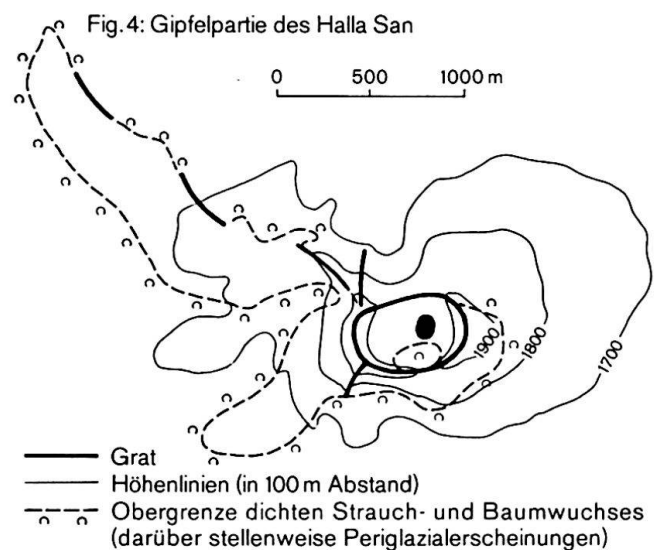 Fig.4: Gipfelpartie des Halla San
0 500 1000 m
1900
1800
1700
Grat
Höhenlinien (in 100 m Abstand)
Obergrenze dichten Strauch- und Baumwuchses
(darüber stellenweise Periglazialerscheinungen)